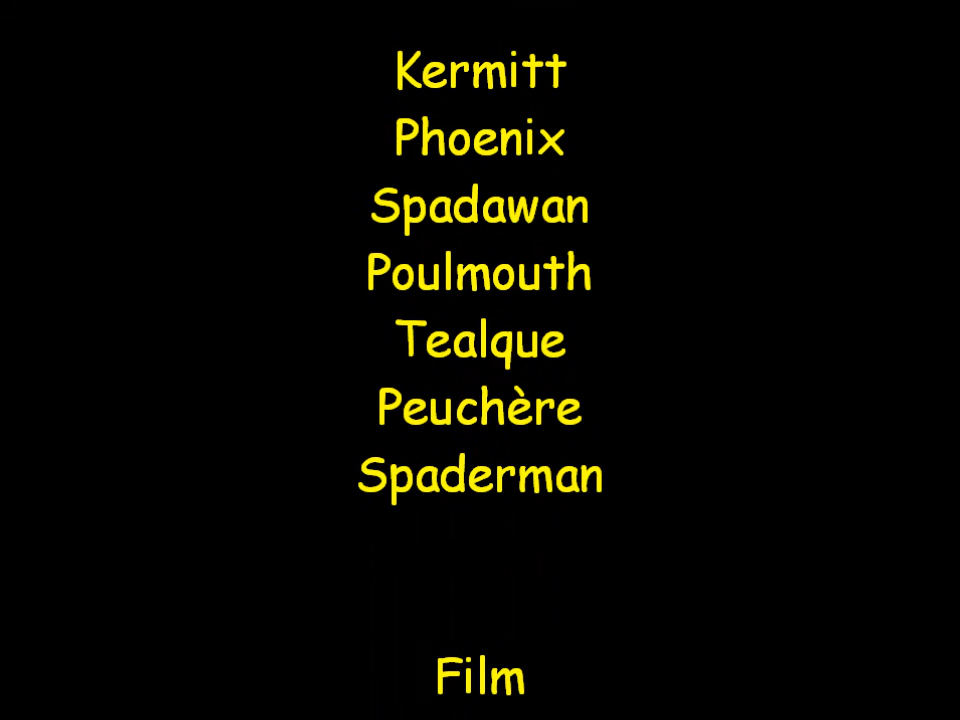 Kermitt
Phoenix
Spadawan
Poulmouth
Tealque
Peuchère
Spaderman
Film